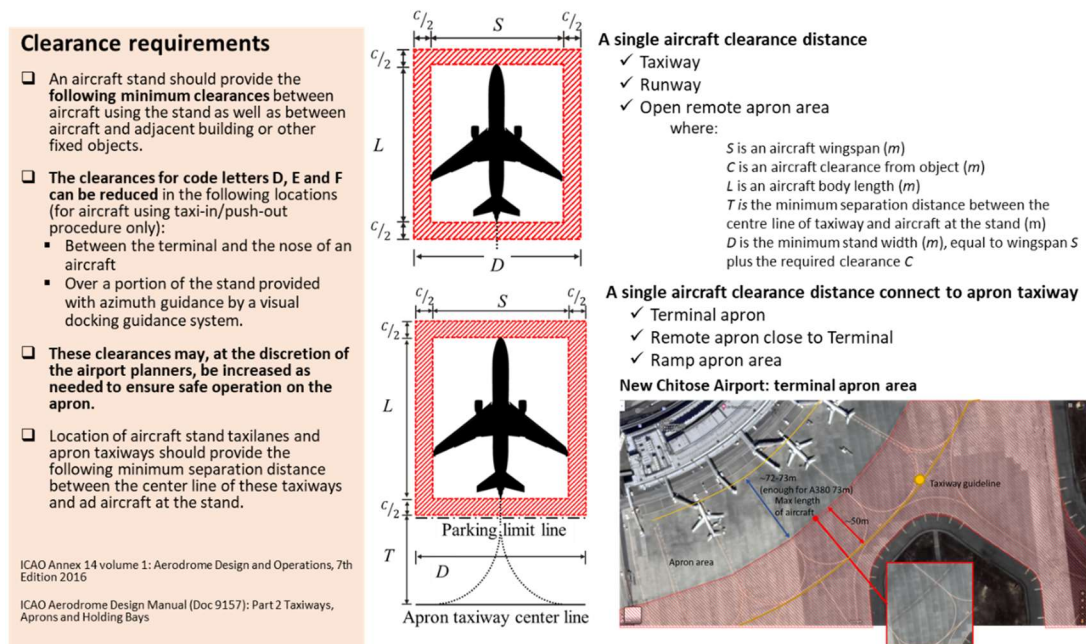 Clearance requirements
❑ An aircraft stand should provide the
following minimum clearances between
aircraft using the stand as well as between
aircraft and adjacent building or other
fixed objects.
❑ The clearances for code letters D, E and F
can be reduced in the following locations
(for aircraft using taxi-in/push-out
procedure only):
▪ Between the terminal and the nose of an
aircraft
▪ Over a portion of the stand provided
with azimuth guidance by a visual
docking guidance system.
❑ These clearances may, at the discretion of
the airport planners, be increased as
needed to ensure safe operation on the
apron.
❑ Location of aircraft stand taxilanes and
apron taxiways should provide the
following minimum separation distance
between the center line of these taxiways
and ad aircraft at the stand.
ICAO Annex 14 volume 1: Aerodrome Design and Operations, 7th
Edition 2016
ICAO Aerodrome Design Manual (Doc 9157): Part 2 Taxiways,
Aprons and Holding Bays
C/2 S C/2
C/2
L
C/2
D
C/2 S C/2
C/2
L
C/2
Parking limit line
T
D
Apron taxiway center line
A single aircraft clearance distance
✓ Taxiway
✓ Runway
✓ Open remote apron area
where:
S is an aircraft wingspan (m)
C is an aircraft clearance from object (m)
L is an aircraft body length (m)
T is the minimum separation distance between the
centre line of taxiway and aircraft at the stand (m)
D is the minimum stand width (m), equal to wingspan S
plus the required clearance C
A single aircraft clearance distance connect to apron taxiway
✓ Terminal apron
✓ Remote apron close to Terminal
✓ Ramp apron area
New Chitose Airport: terminal apron area
~72-73m
(enough for A380 73m)
Max length
of aircraft
Taxiway guideline
~50m
Apron area